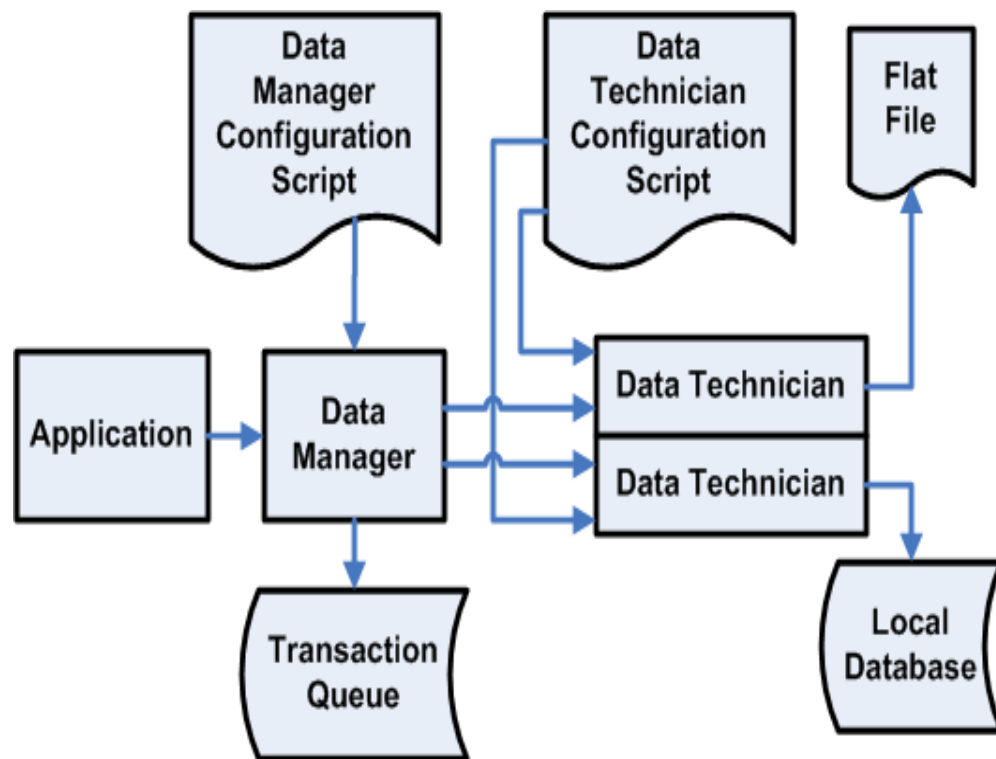 Data
Manager
Configuration
Script
Data
Technician
Configuration
Script
Flat
File
Application
Data
Manager
Data Technician
Data Technician
Transaction
Queue
Local
Database